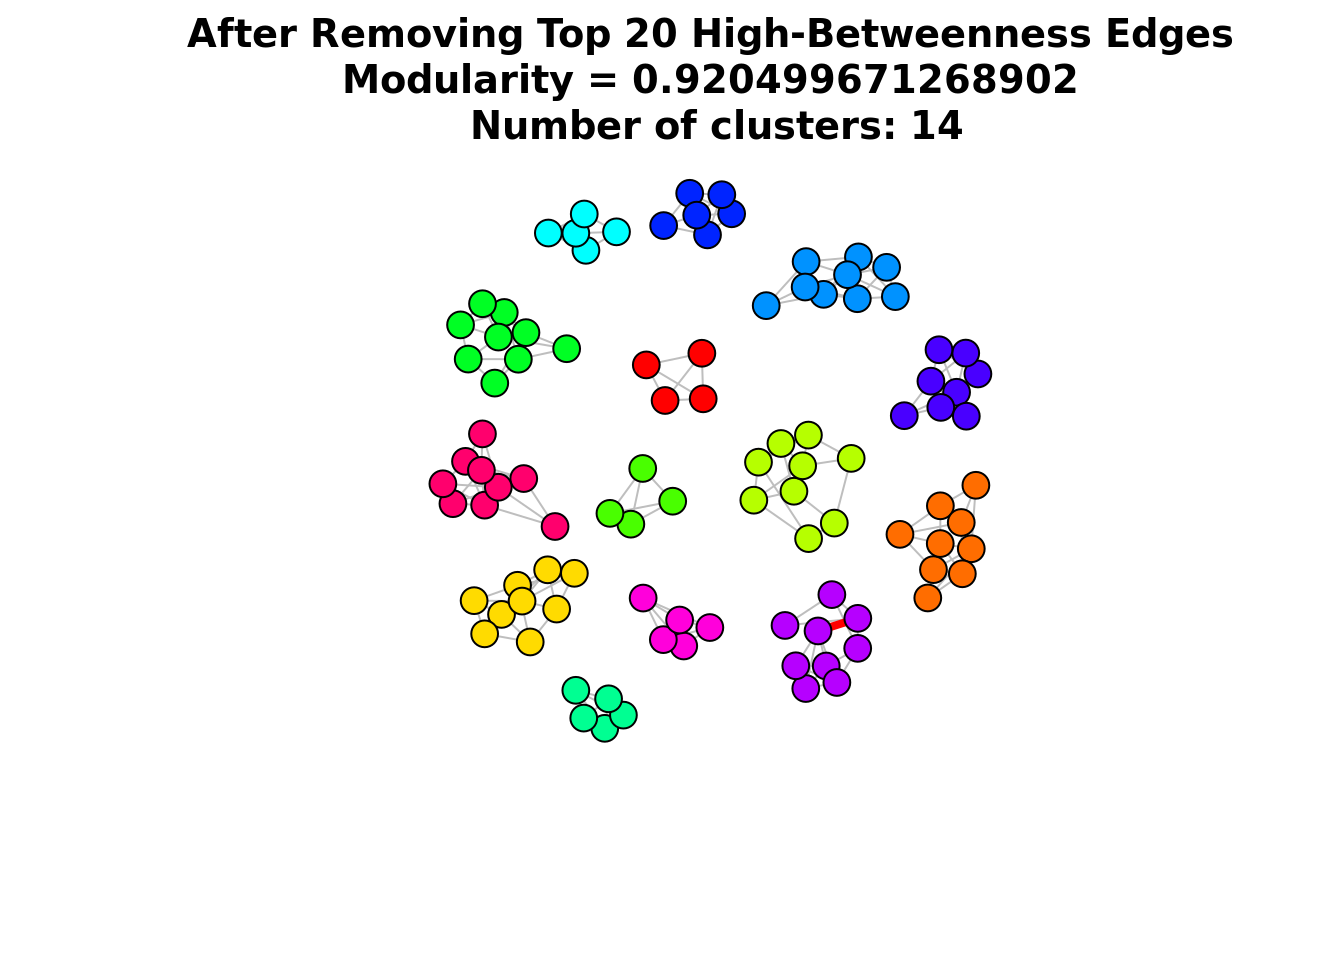 After Removing Top 20 High-Betweenness Edges
Modularity = 0.920499671268902
Number of clusters: 14